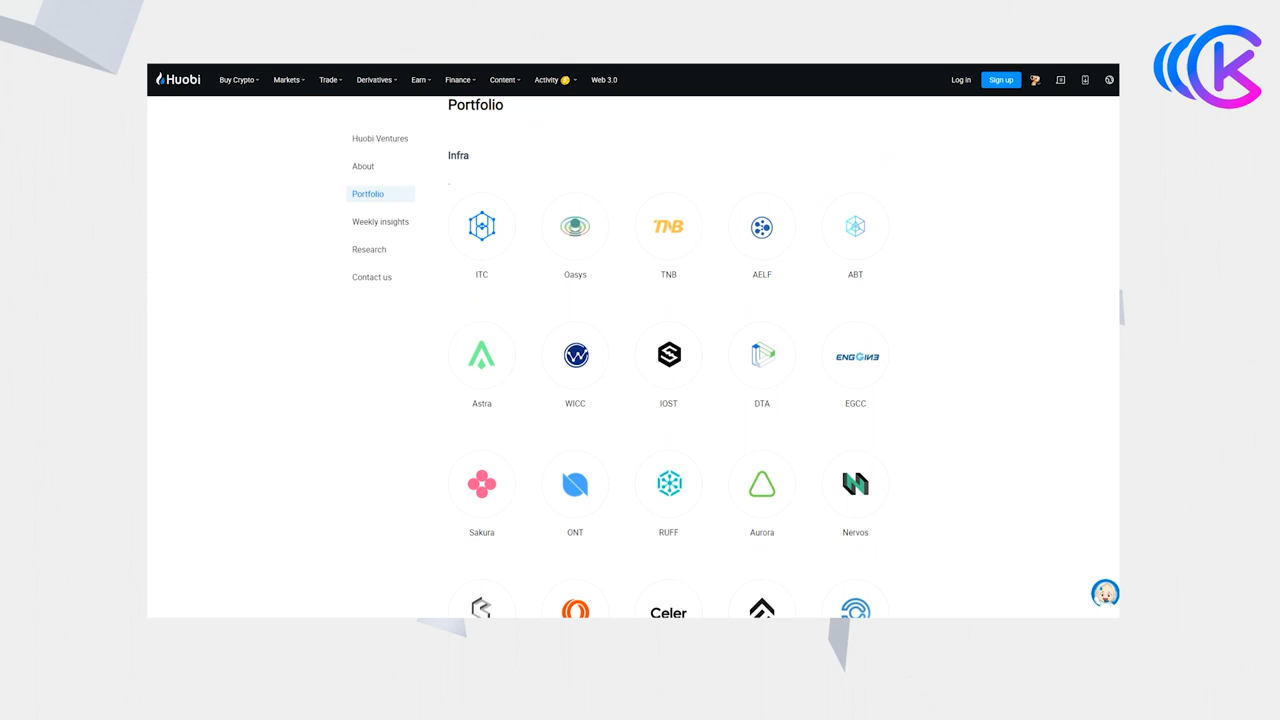 Huobi Buy Crypto Markets Trade Derivatives Earn Finance Content Activity Web 3.0 Log in Sign up
Portfolio
Huobi Ventures
About
Portfolio
Weekly insights
Research
Contact us
Infra
TNB
ITC Oasys TNB AELF ABT
ENGGIN3
Astra WICC IOST DTA EGCC
Sakura ONT RUFF Aurora Nervos
Celer
K